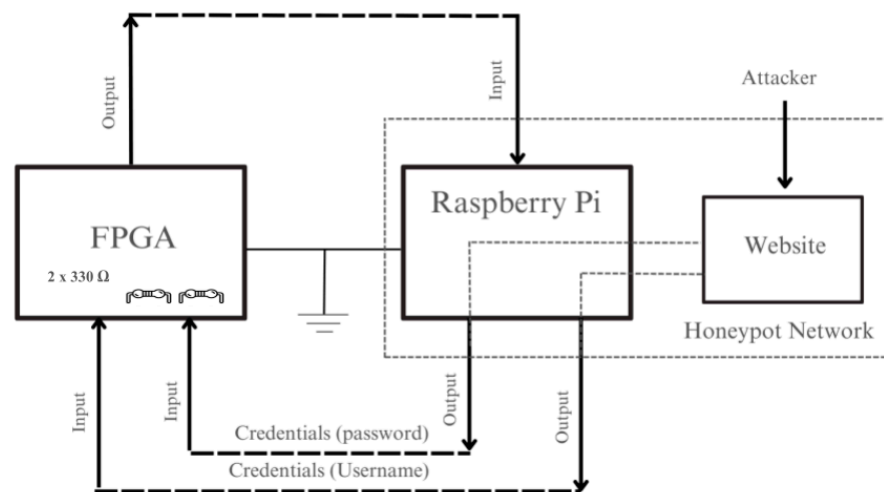 Output
Input
Attacker
FPGA
2 x 330 Ω
Raspberry Pi
Website
Honeypot Network
Input
Input
Output
Output
Credentials (password)
Credentials (Username)